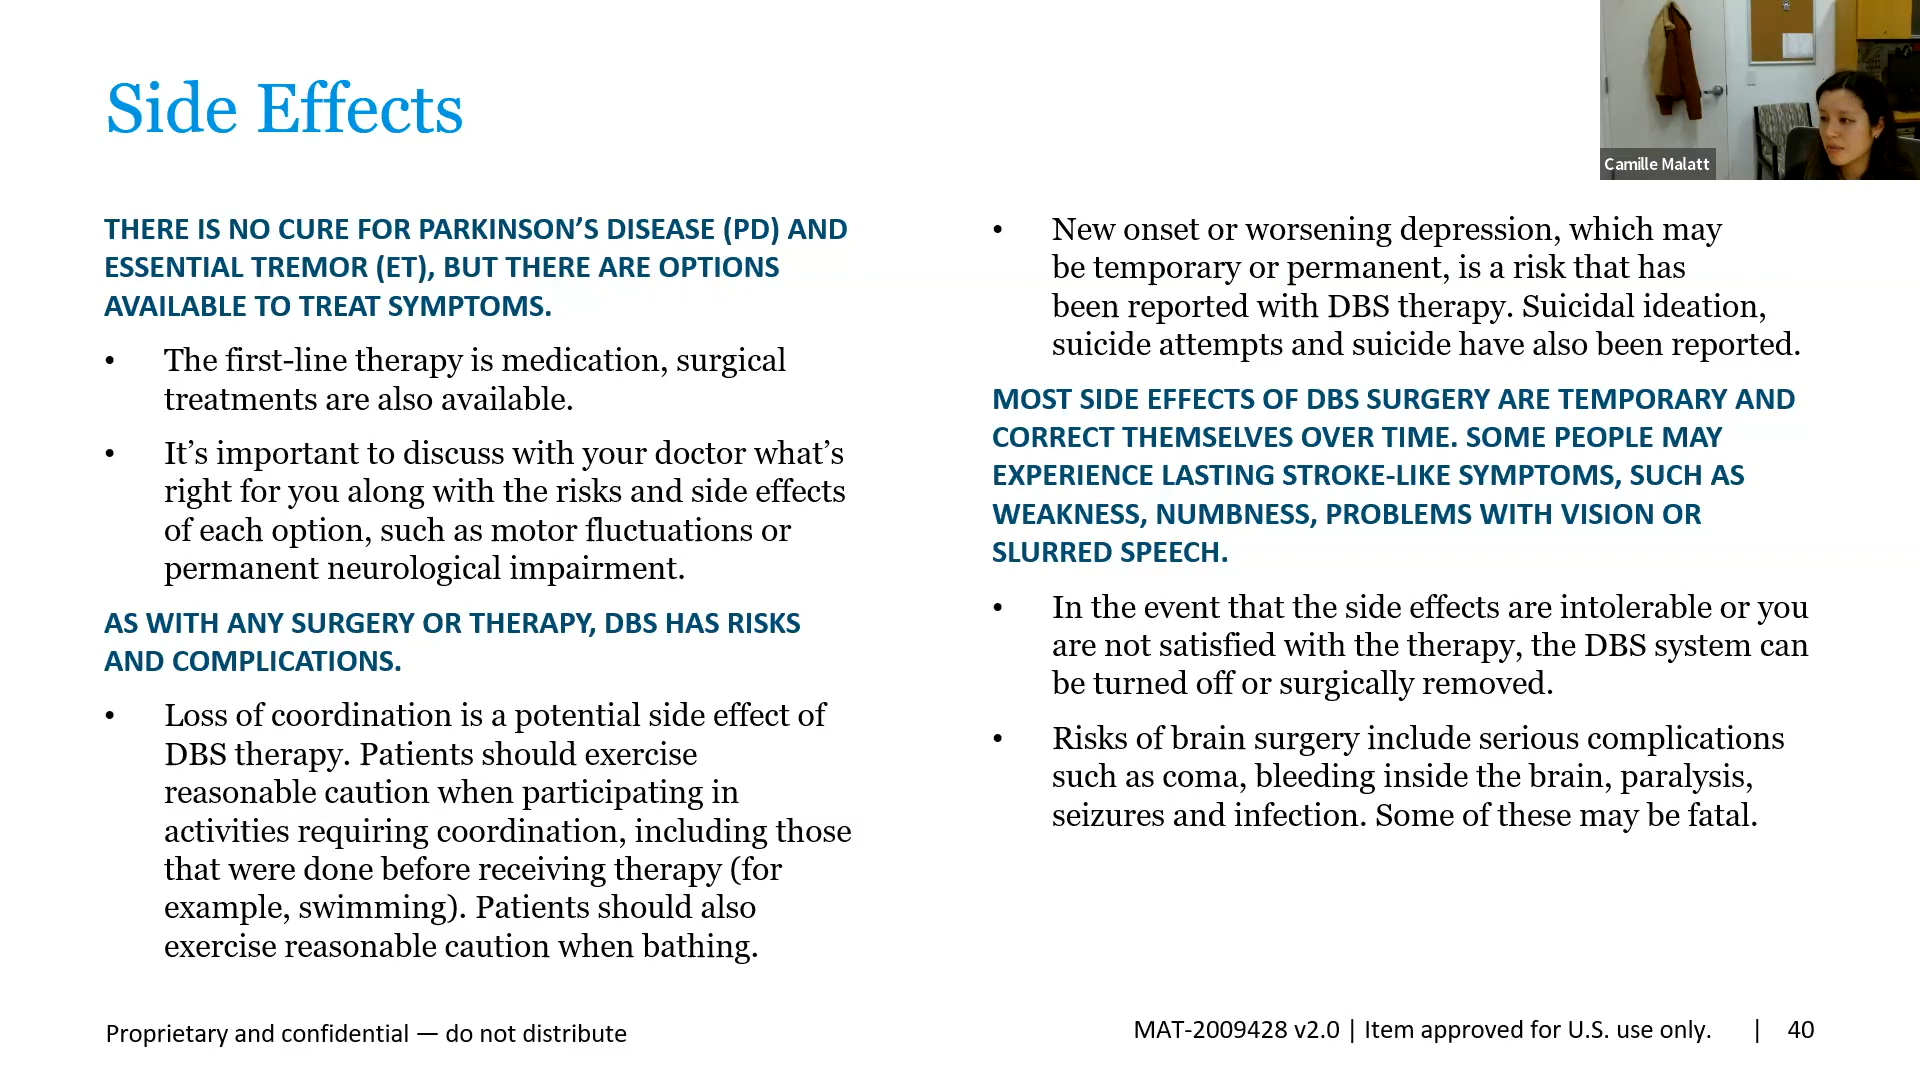 Side Effects
Camille Malatt
THERE IS NO CURE FOR PARKINSON’S DISEASE (PD) AND
ESSENTIAL TREMOR (ET), BUT THERE ARE OPTIONS
AVAILABLE TO TREAT SYMPTOMS.
• The first-line therapy is medication, surgical
treatments are also available.
• It’s important to discuss with your doctor what’s
right for you along with the risks and side effects
of each option, such as motor fluctuations or
permanent neurological impairment.
AS WITH ANY SURGERY OR THERAPY, DBS HAS RISKS
AND COMPLICATIONS.
• Loss of coordination is a potential side effect of
DBS therapy. Patients should exercise
reasonable caution when participating in
activities requiring coordination, including those
that were done before receiving therapy (for
example, swimming). Patients should also
exercise reasonable caution when bathing.
• New onset or worsening depression, which may
be temporary or permanent, is a risk that has
been reported with DBS therapy. Suicidal ideation,
suicide attempts and suicide have also been reported.
MOST SIDE EFFECTS OF DBS SURGERY ARE TEMPORARY AND
CORRECT THEMSELVES OVER TIME. SOME PEOPLE MAY
EXPERIENCE LASTING STROKE-LIKE SYMPTOMS, SUCH AS
WEAKNESS, NUMBNESS, PROBLEMS WITH VISION OR
SLURRED SPEECH.
• In the event that the side effects are intolerable or you
are not satisfied with the therapy, the DBS system can
be turned off or surgically removed.
• Risks of brain surgery include serious complications
such as coma, bleeding inside the brain, paralysis,
seizures and infection. Some of these may be fatal.
Proprietary and confidential — do not distribute
MAT-2009428 v2.0 | Item approved for U.S. use only. | 40